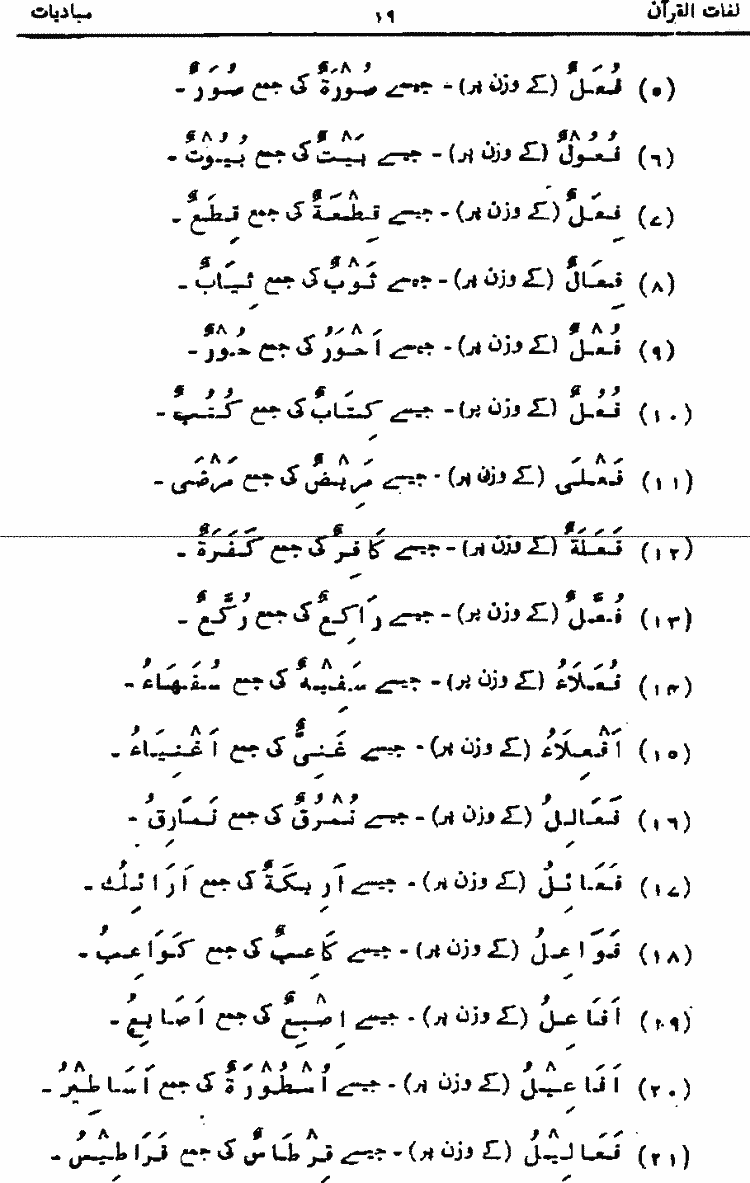 لغات القرآن ١٩ مبادیات
(٥) فُعَلٌ (کے وزن پر)- جیسے صُوْرَةٌ کی جمع صُوَرٌ-
(٦) فُعُوْلٌ (کے وزن پر)- جیسے بَیْتٌ کی جمع بُیُوْتٌ-
(٧) فِعَلٌ (کے وزن پر)- جیسے قِطْعَةٌ کی جمع قِطَعٌ-
(٨) فِعَالٌ (کے وزن پر)- جیسے ثَوْبٌ کی جمع ثِیَابٌ-
(٩) فُعْلٌ (کے وزن پر)- جیسے اَحْوَرُ کی جمع حُوْرٌ-
(١٠) فُعُلٌ (کے وزن پر)- جیسے کِتَابٌ کی جمع کُتُبٌ-
(١١) فَعْلَی (کے وزن پر)- جیسے مَرِیْضٌ کی جمع مَرْضَی-
(١٢) فَعَلَةٌ (کے وزن پر)- جیسے کَافِرٌ کی جمع کَفَرَةٌ-
(١٣) فُعَّلٌ (کے وزن پر)- جیسے رَاکِعٌ کی جمع رُکَّعٌ-
(١٤) فُعَلَاءُ (کے وزن پر)- جیسے سَفِیْهٌ کی جمع سُفَهَاءُ-
(١٥) اَفْعِلَاءُ (کے وزن پر)- جیسے غَنِیٌّ کی جمع اَغْنِیَاءُ-
(١٦) فَعَالِلُ (کے وزن پر)- جیسے نُمْرُقٌ کی جمع نَمَارِقُ-
(١٧) فَعَائِلُ (کے وزن پر)- جیسے اَرِیکَةٌ کی جمع اَرَائِکُ-
(١٨) فَوَاعِلُ (کے وزن پر)- جیسے کَاعِبٌ کی جمع کَوَاعِبُ-
(١٩) اَفَاعِلُ (کے وزن پر)- جیسے اِصْبِعٌ کی جمع اَصَابِعُ-
(٢٠) اَفَاعِیْلُ (کے وزن پر)- جیسے اُسْطُوْرَةٌ کی جمع اَسَاطِیْرُ-
(٢١) فَعَالِیْلُ (کے وزن پر)- جیسے قِرْطَاسٌ کی جمع قَرَاطِیْسُ-